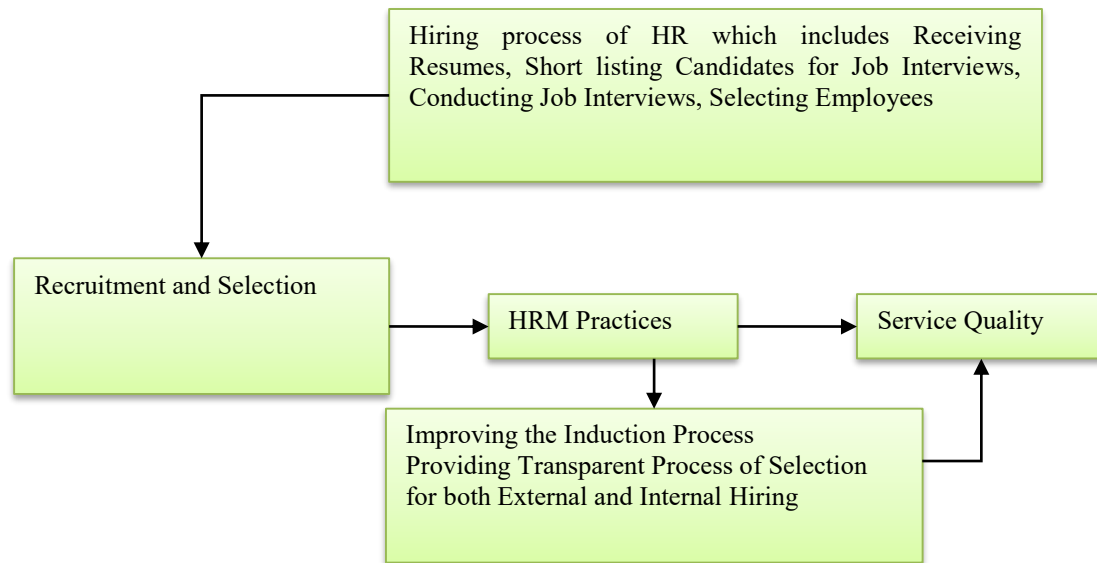 Hiring process of HR which includes Receiving
Resumes, Short listing Candidates for Job Interviews,
Conducting Job Interviews, Selecting Employees
Recruitment and Selection
HRM Practices
Service Quality
Improving the Induction Process
Providing Transparent Process of Selection
for both External and Internal Hiring